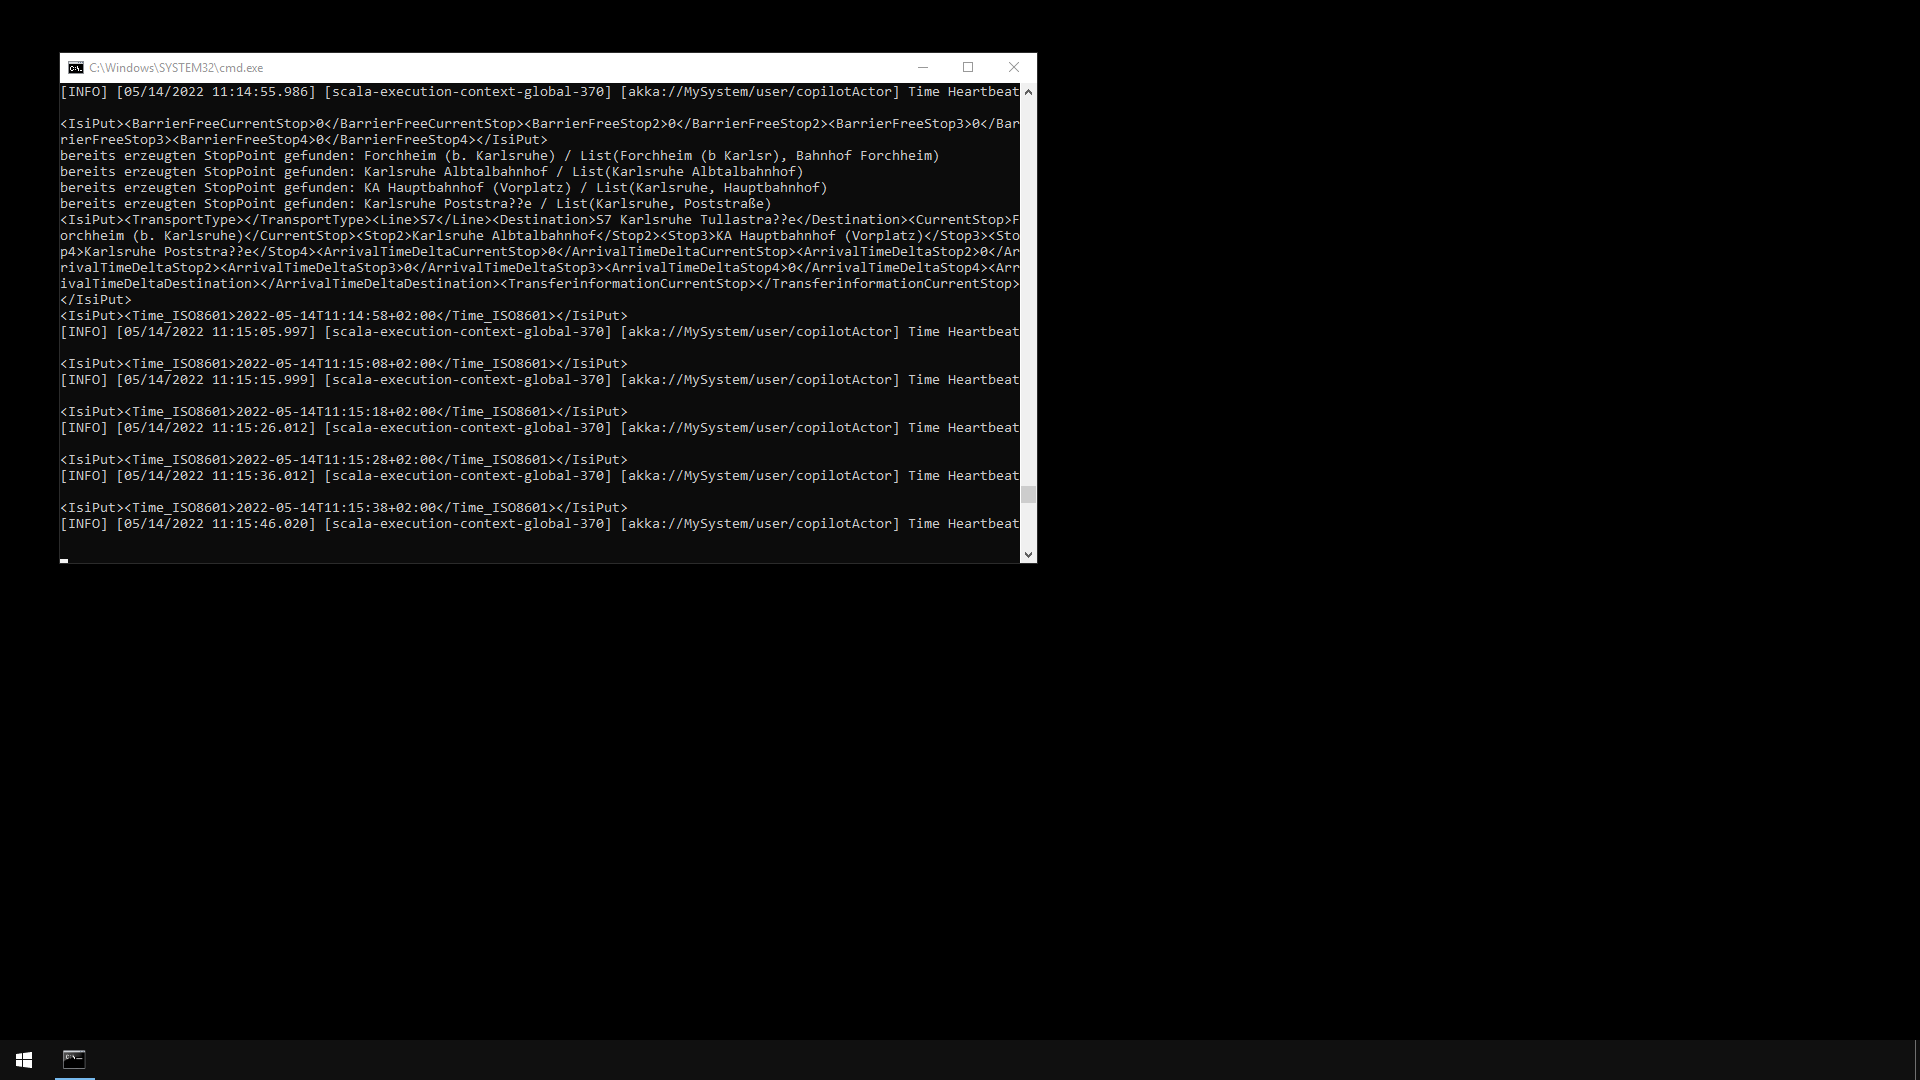 C:\Windows\SYSTEM32\cmd.exe
[INFO] [05/14/2022 11:14:55.986] [scala-execution-context-global-370] [akka://MySystem/user/copilotActor] Time Heartbeat
<IsiPut><BarrierFreeCurrentStop>0</BarrierFreeCurrentStop><BarrierFreeStop2>0</BarrierFreeStop2><BarrierFreeStop3>0</Bar
rierFreeStop3><BarrierFreeStop4>0</BarrierFreeStop4></IsiPut>
bereits erzeugten StopPoint gefunden: Forchheim (b. Karlsruhe) / List(Forchheim (b Karlsr), Bahnhof Forchheim)
bereits erzeugten StopPoint gefunden: Karlsruhe Albtalbahnhof / List(Karlsruhe Albtalbahnhof)
bereits erzeugten StopPoint gefunden: KA Hauptbahnhof (Vorplatz) / List(Karlsruhe, Hauptbahnhof)
bereits erzeugten StopPoint gefunden: Karlsruhe Poststra??e / List(Karlsruhe, Poststraße)
<IsiPut><TransportType></TransportType><Line>S7</Line><Destination>S7 Karlsruhe Tullastra??e</Destination><CurrentStop>F
orchheim (b. Karlsruhe)</CurrentStop><Stop2>Karlsruhe Albtalbahnhof</Stop2><Stop3>KA Hauptbahnhof (Vorplatz)</Stop3><Sto
p4>Karlsruhe Poststra??e</Stop4><ArrivalTimeDeltaCurrentStop>0</ArrivalTimeDeltaCurrentStop><ArrivalTimeDeltaStop2>0</Ar
rivalTimeDeltaStop2><ArrivalTimeDeltaStop3>0</ArrivalTimeDeltaStop3><ArrivalTimeDeltaStop4>0</ArrivalTimeDeltaStop4><Arr
ivalTimeDeltaDestination></ArrivalTimeDeltaDestination><TransferinformationCurrentStop></TransferinformationCurrentStop>
</IsiPut>
<IsiPut><Time_ISO8601>2022-05-14T11:14:58+02:00</Time_ISO8601></IsiPut>
[INFO] [05/14/2022 11:15:05.997] [scala-execution-context-global-370] [akka://MySystem/user/copilotActor] Time Heartbeat
<IsiPut><Time_ISO8601>2022-05-14T11:15:08+02:00</Time_ISO8601></IsiPut>
[INFO] [05/14/2022 11:15:15.999] [scala-execution-context-global-370] [akka://MySystem/user/copilotActor] Time Heartbeat
<IsiPut><Time_ISO8601>2022-05-14T11:15:18+02:00</Time_ISO8601></IsiPut>
[INFO] [05/14/2022 11:15:26.012] [scala-execution-context-global-370] [akka://MySystem/user/copilotActor] Time Heartbeat
<IsiPut><Time_ISO8601>2022-05-14T11:15:28+02:00</Time_ISO8601></IsiPut>
[INFO] [05/14/2022 11:15:36.012] [scala-execution-context-global-370] [akka://MySystem/user/copilotActor] Time Heartbeat
<IsiPut><Time_ISO8601>2022-05-14T11:15:38+02:00</Time_ISO8601></IsiPut>
[INFO] [05/14/2022 11:15:46.020] [scala-execution-context-global-370] [akka://MySystem/user/copilotActor] Time Heartbeat